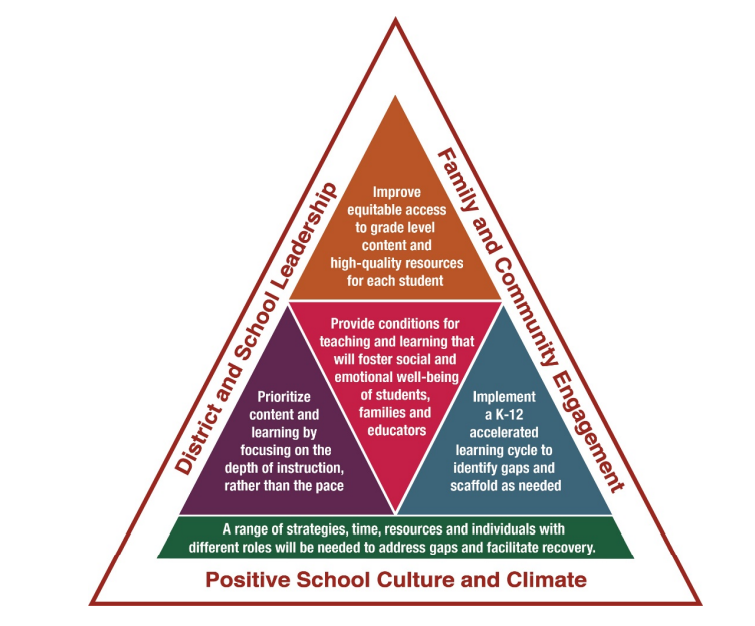 District and School Leadership
Family and Community Engagement
Improve
equitable access
to grade level
content and
high-quality resources
for each student
Provide conditions for
teaching and learning that
will foster social and
emotional well-being
of students,
families and
educators
Prioritize
content and
learning by
focusing on the
depth of instruction,
rather than the pace
Implement
a K-12
accelerated
learning cycle to
identify gaps and
scaffold as needed
A range of strategies, time, resources and individuals with
different roles will be needed to address gaps and facilitate recovery.
Positive School Culture and Climate